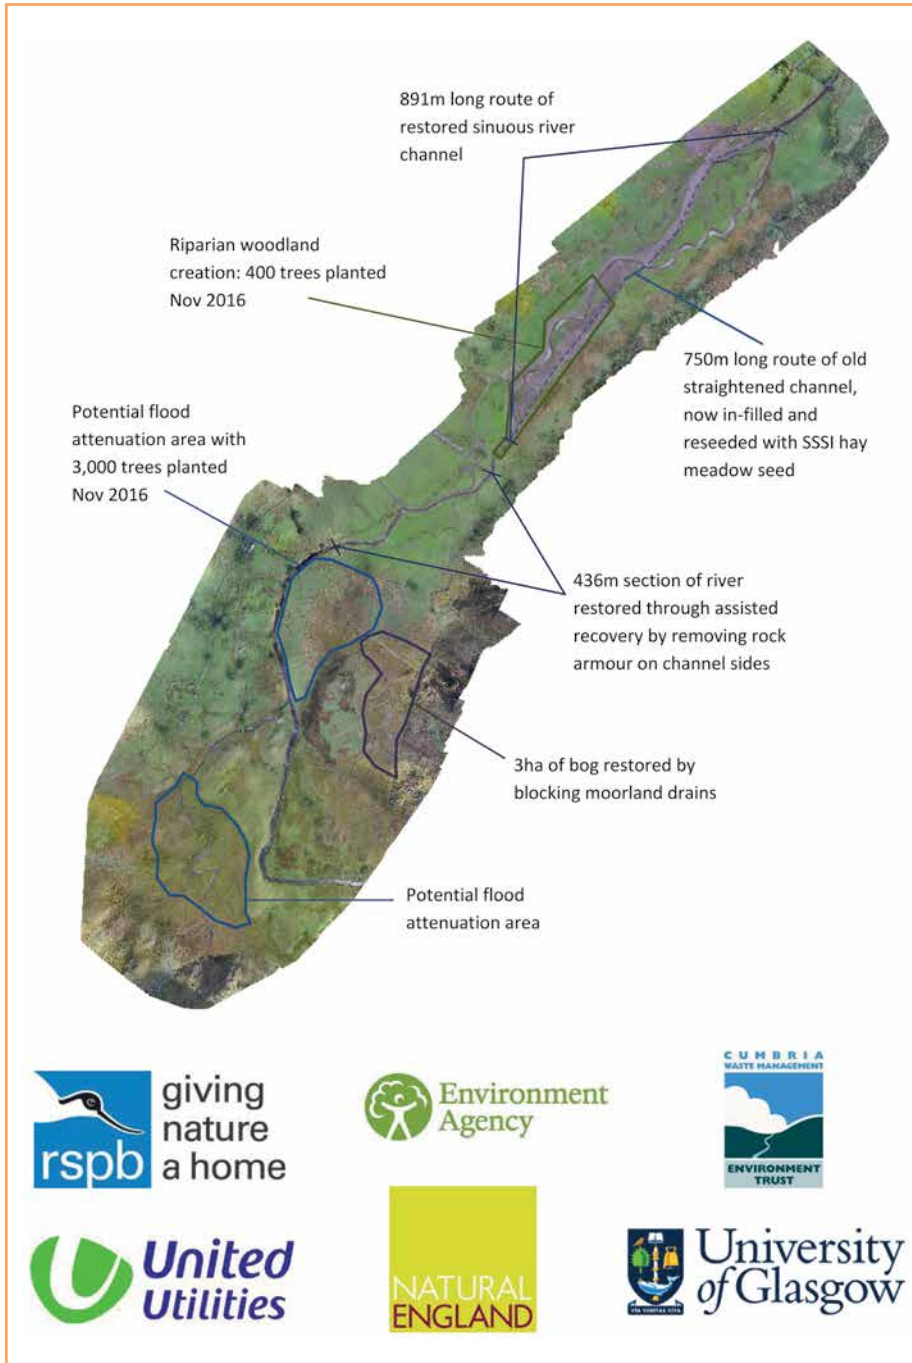 891m long route of
restored sinuous river
channel
Riparian woodland
creation: 400 trees planted
Nov 2016
750m long route of old
straightened channel,
now in-filled and
reseeded with SSSI hay
meadow seed
Potential flood
attenuation area with
3,000 trees planted
Nov 2016
436m section of river
restored through assisted
recovery by removing rock
armour on channel sides
3ha of bog restored by
blocking moorland drains
Potential flood
attenuation area
rspb
giving
nature
a home
Environment
Agency
CUMBRIA
WASTE MANAGEMENT
ENVIRONMENT
TRUST
United
Utilities
NATURAL
ENGLAND
University
of Glasgow
VIA VERITAS VITA